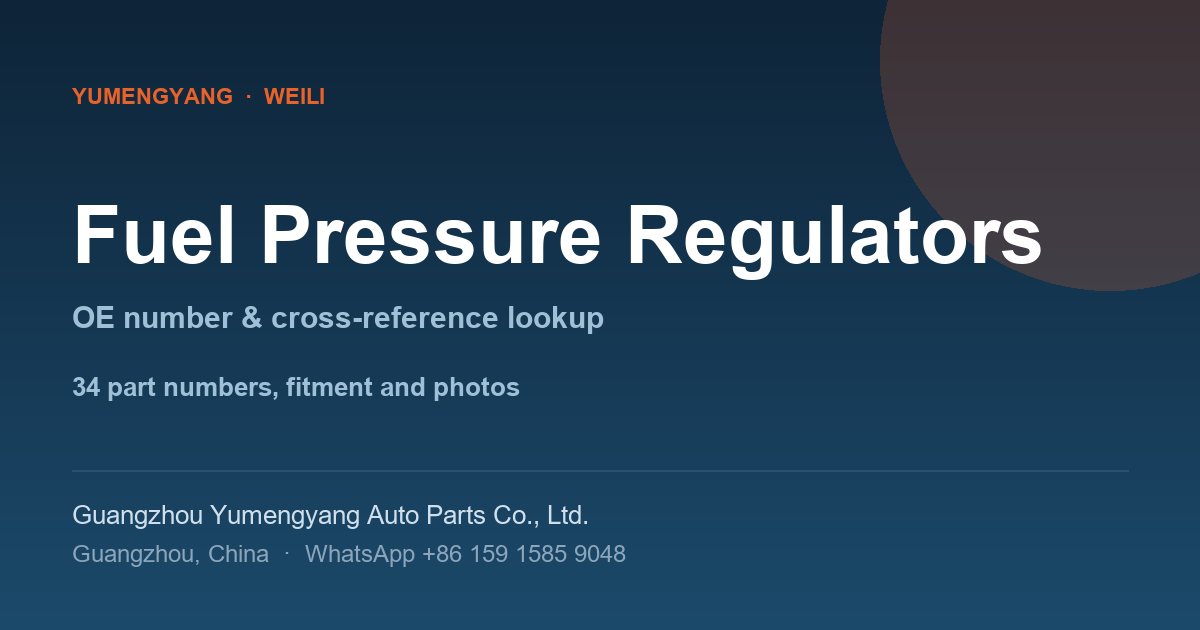 YUMENGYANG · WEILI
Fuel Pressure Regulators
OE number & cross-reference lookup
34 part numbers, fitment and photos
Guangzhou Yumengyang Auto Parts Co., Ltd.
Guangzhou, China · WhatsApp +86 159 1585 9048